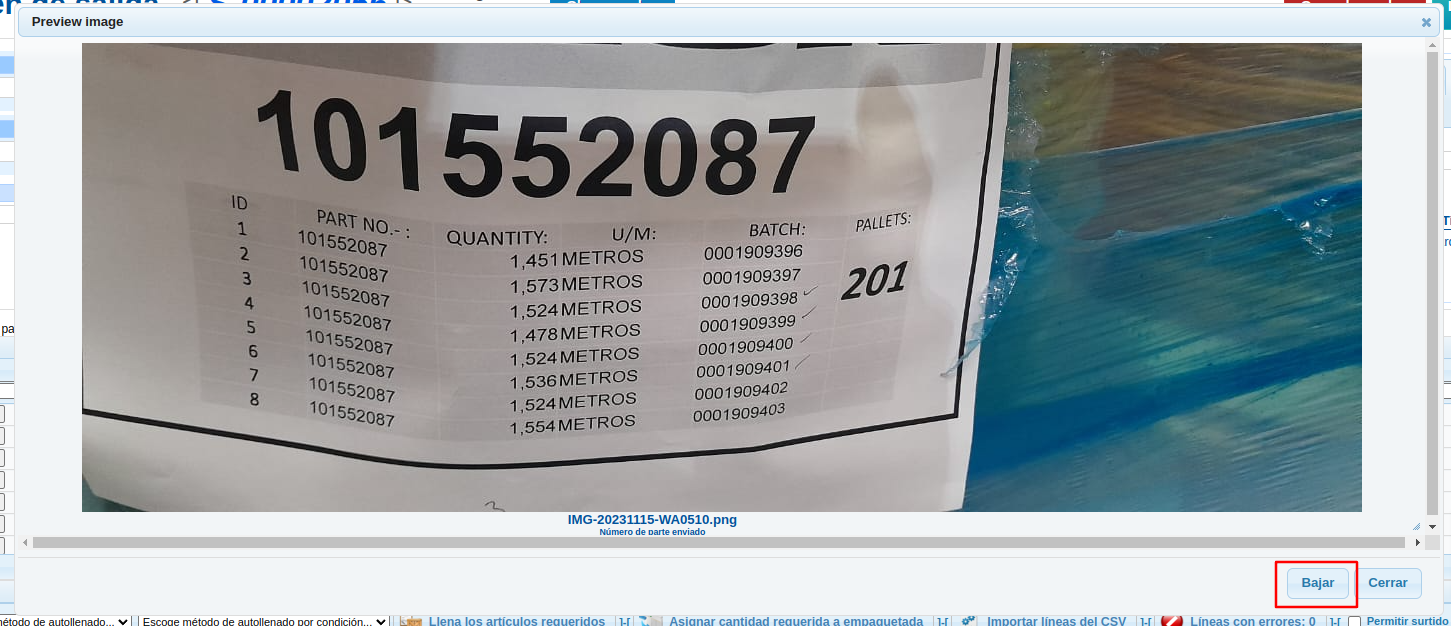 Preview image
101552087
ID PART NO.- : QUANTITY: U/M: BATCH: PALLETS:
1 101552087 1,451 METROS 0001909396
2 101552087 1,573 METROS 0001909397
3 101552087 1,524 METROS 0001909398
4 101552087 1,478 METROS 0001909399
5 101552087 1,524 METROS 0001909400
6 101552087 1,536 METROS 0001909401
7 101552087 1,524 METROS 0001909402
8 101552087 1,554 METROS 0001909403
201
IMG-20231115-WA0510.png
Número de parte enviado
Bajar Cerrar
étodo de autollenado... Escoge método de autollenado por condición... Llena los artículos requeridos ]-[ Asignar cantidad requerida a empaquetada ]-[ Importar líneas del CSV ]-[ Líneas con errores: 0 ]-[ Permitir surtido